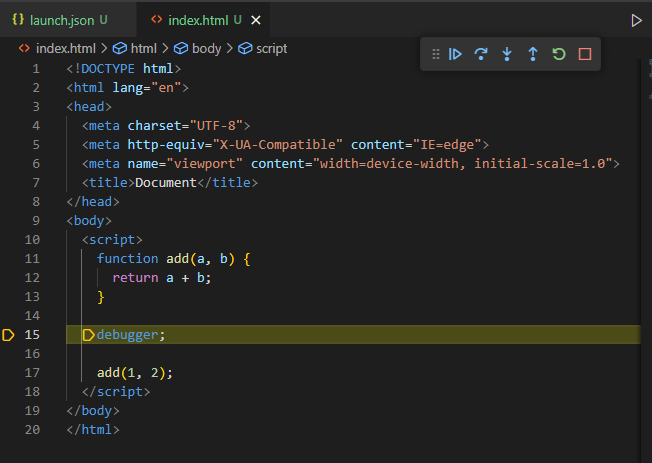 {} launch.json U
<> index.html U
<> index.html > html > body > script
1 <!DOCTYPE html>
2 <html lang="en">
3 <head>
4   <meta charset="UTF-8">
5   <meta http-equiv="X-UA-Compatible" content="IE=edge">
6   <meta name="viewport" content="width=device-width, initial-scale=1.0">
7   <title>Document</title>
8 </head>
9 <body>
10   <script>
11     function add(a, b) {
12       return a + b;
13     }
14
15     debugger;
16
17     add(1, 2);
18   </script>
19 </body>
20 </html>